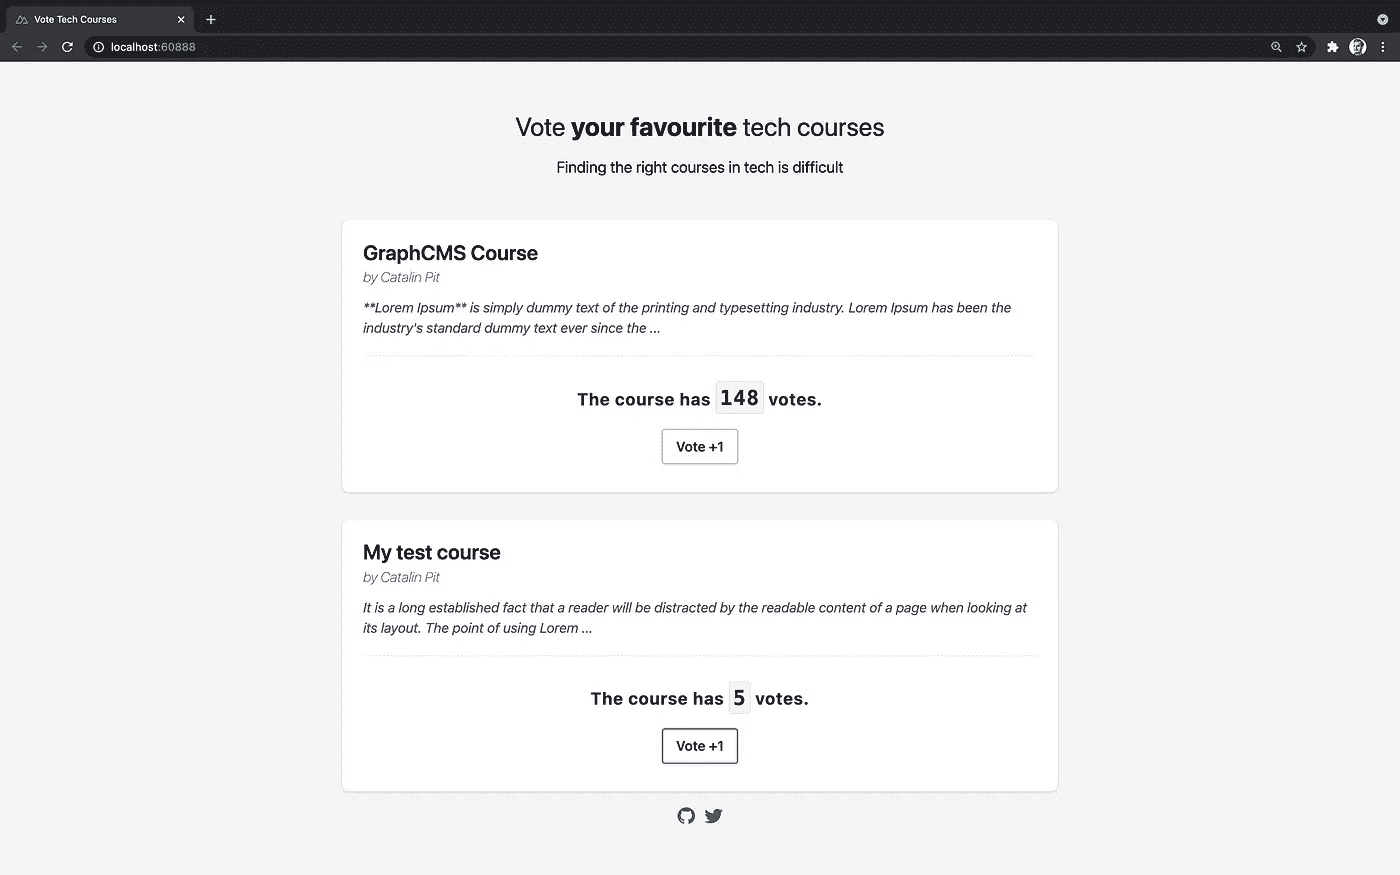 Vote Tech Courses
localhost:60888
Vote your favourite tech courses
Finding the right courses in tech is difficult
GraphCMS Course
by Catalin Pit
**Lorem Ipsum** is simply dummy text of the printing and typesetting industry. Lorem Ipsum has been the
industry's standard dummy text ever since the ...
The course has 148 votes.
Vote +1
My test course
by Catalin Pit
It is a long established fact that a reader will be distracted by the readable content of a page when looking at
its layout. The point of using Lorem ...
The course has 5 votes.
Vote +1